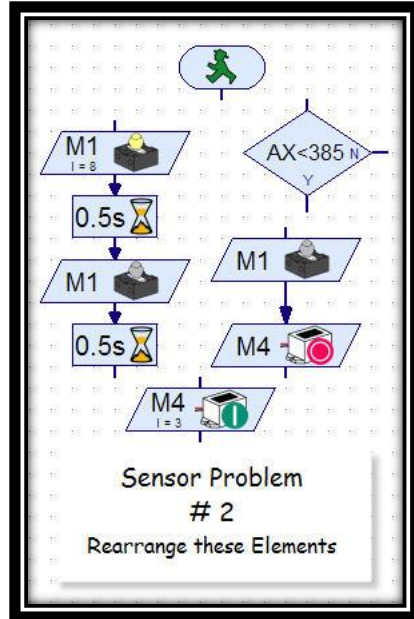 M1
I = 8
AX<385 N
Y
0.5s
M1
M1
0.5s
M4
M4
I = 3
Sensor Problem
# 2
Rearrange these Elements